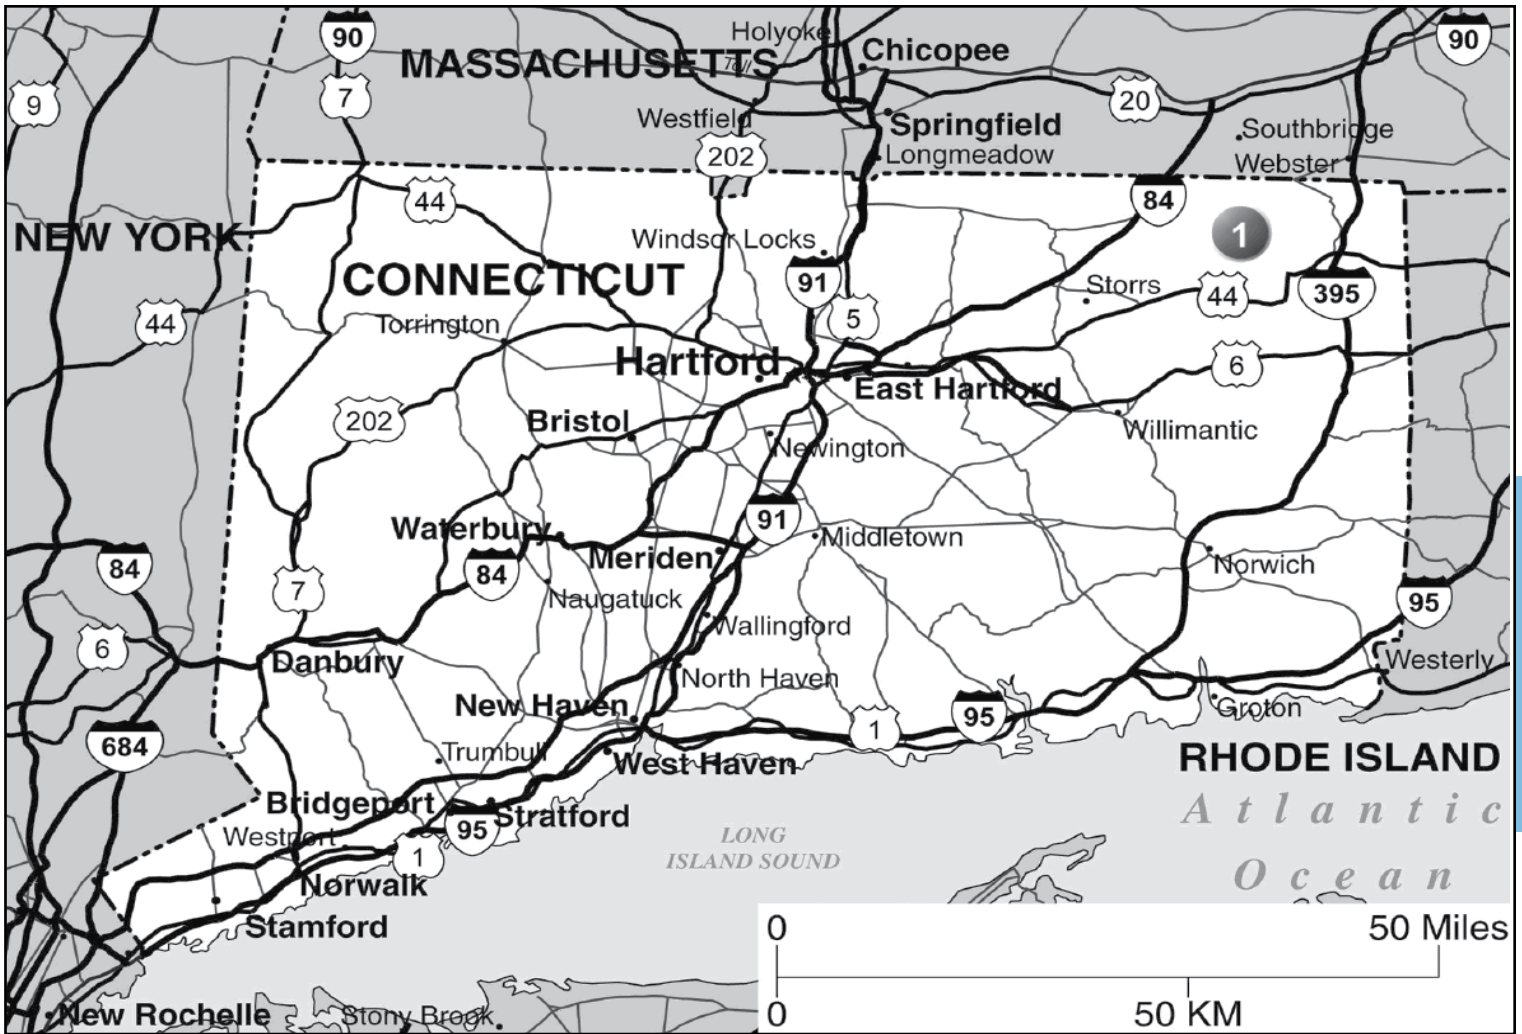 90
Holyoke
Chicopee
90
MASSACHUSETTS
Toll
7
9
20
Westfield
Springfield
Southbridge
202
Longmeadow
Webster
44
84
NEW YORK
Windsor Locks
1
CONNECTICUT
91
Storrs
44
395
44
Torrington
5
Hartford
6
East Hartford
202
Bristol
Willimantic
Newington
91
Waterbury
Middletown
Meriden
84
84
Norwich
7
Naugatuck
95
Wallingford
6
Danbury
Westerly
North Haven
New Haven
95
Groton
1
684
Trumbull
West Haven
RHODE ISLAND
Bridgeport
Atlantic
Stratford
95
Westport
LONG
ISLAND SOUND
1
Ocean
Norwalk
Stamford
0
50 Miles
New Rochelle
Stony Brook
0
50 KM